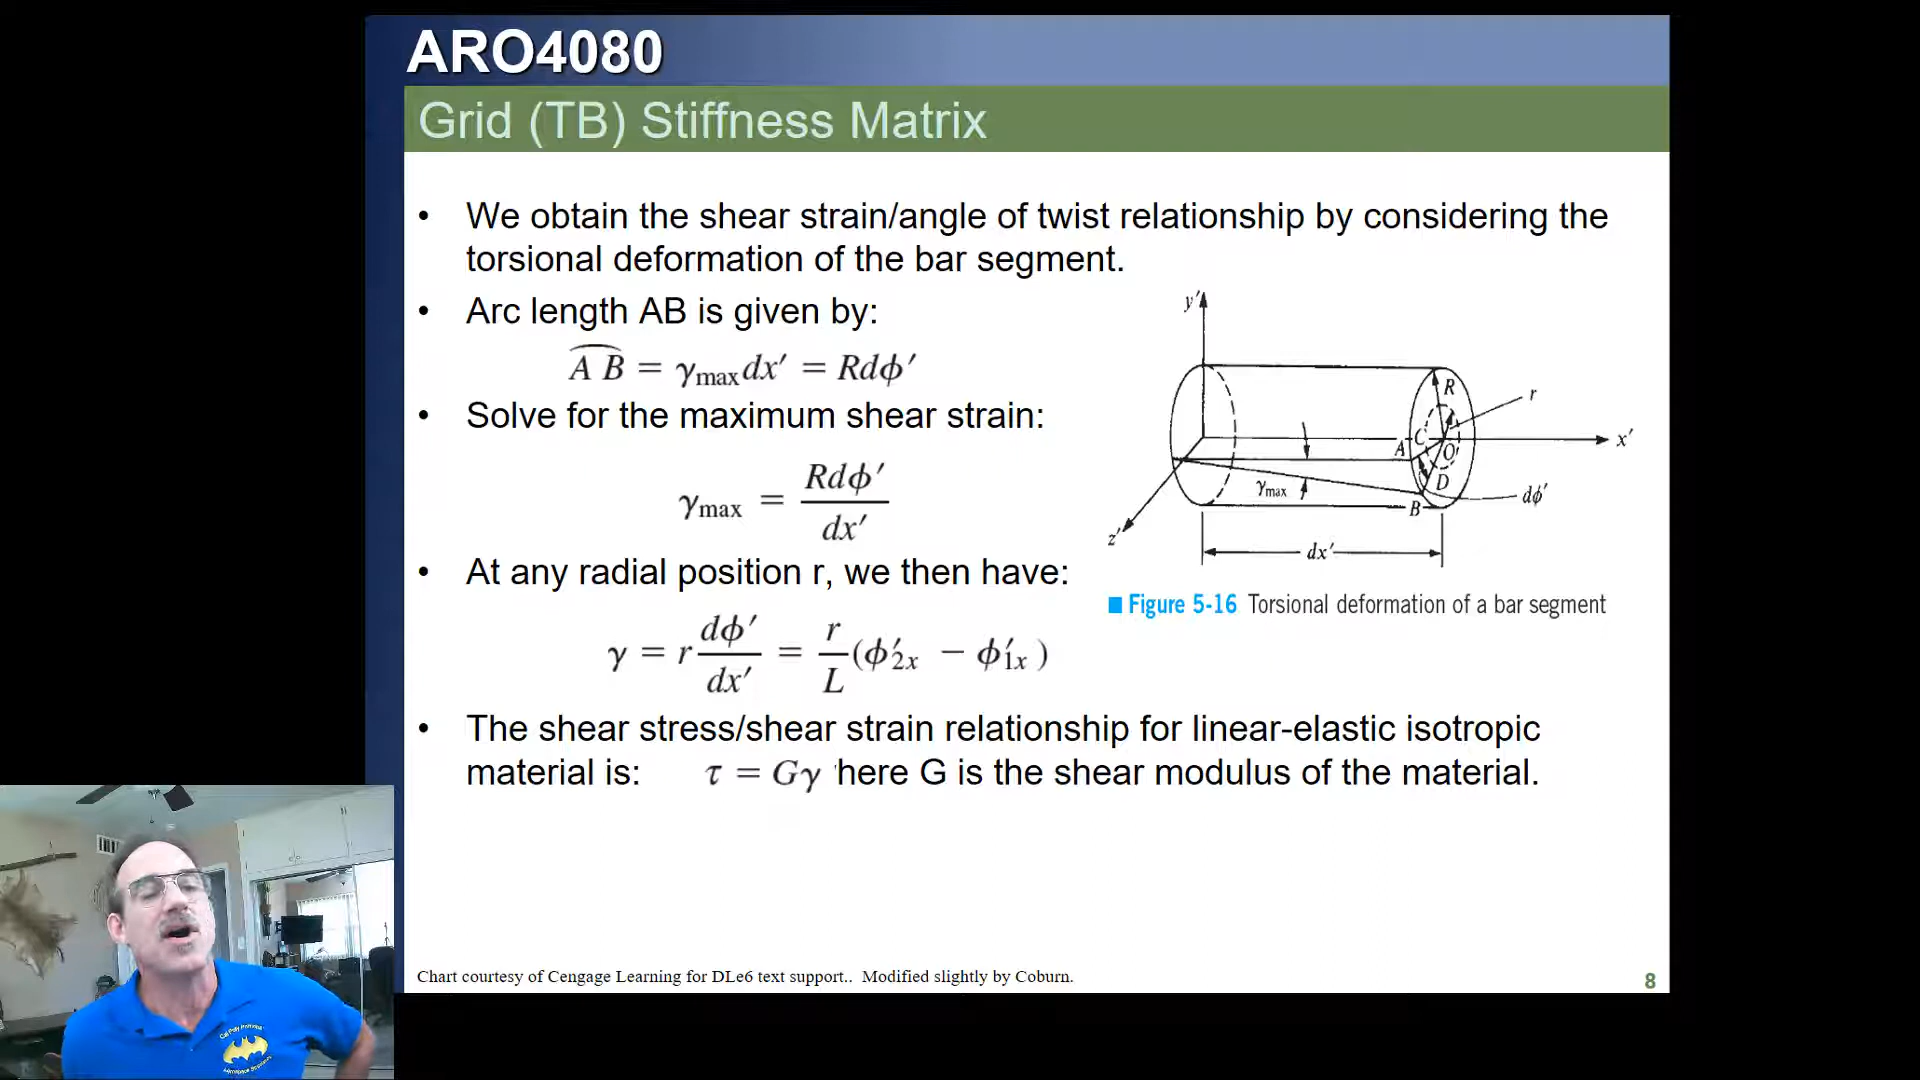 ARO4080
Grid (TB) Stiffness Matrix
• We obtain the shear strain/angle of twist relationship by considering the
torsional deformation of the bar segment.
• Arc length AB is given by:
A B = γmax dx′ = Rdϕ′
• Solve for the maximum shear strain:
γmax = Rdϕ′ / dx′
• At any radial position r, we then have:
γ = r dϕ′/dx′ = r/L (ϕ′2x − ϕ′1x)
• The shear stress/shear strain relationship for linear-elastic isotropic
material is: τ = Gγ here G is the shear modulus of the material.
y′
R
r
C
x′
A
O
D
γmax
dϕ′
B
z′
dx′
Figure 5-16 Torsional deformation of a bar segment
Chart courtesy of Cengage Learning for DLe6 text support.. Modified slightly by Coburn.
8
Cal Poly Pomona